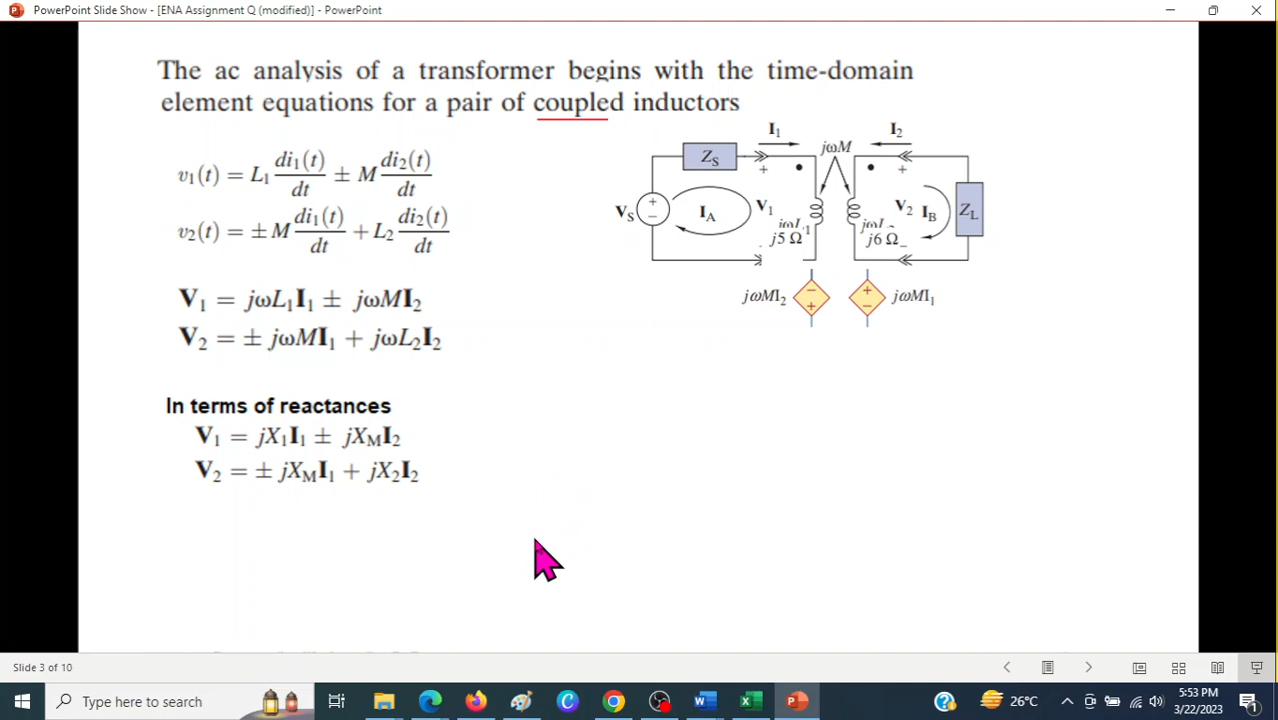 PowerPoint Slide Show - [ENA Assignment Q (modified)] - PowerPoint
The ac analysis of a transformer begins with the time-domain
element equations for a pair of coupled inductors
v₁(t) = L₁ di₁(t)/dt ± M di₂(t)/dt
v₂(t) = ± M di₁(t)/dt + L₂ di₂(t)/dt
V₁ = jωL₁I₁ ± jωMI₂
V₂ = ± jωMI₁ + jωL₂I₂
In terms of reactances
V₁ = jX₁I₁ ± jX_MI₂
V₂ = ± jX_MI₁ + jX₂I₂
I₁ I₂
jωM
Z_S
+ +
V_S + − I_A V₁ V₂ I_B Z_L
j5 Ω j6 Ω −
jωMI₂ − + + − jωMI₁
Slide 3 of 10
Type here to search
26°C
5:53 PM
3/22/2023
1